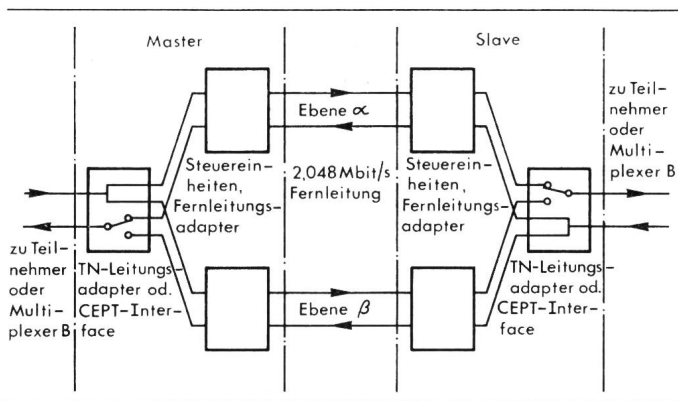 Master
Slave
Ebene α
zu Teil-
nehmer
oder
Multi-
plexer B
Steuerein-
heiten,
Fernleitungs-
adapter
2,048 Mbit/s
Fernleitung
Steuerein-
heiten,
Fernleitungs-
adapter
zu Teil-
nehmer
oder
Multi-
plexer B
TN-Leitungs-
adapter od.
CEPT-Inter-
face
Ebene β
TN-Leitungs-
adapter od.
CEPT-Inter-
face